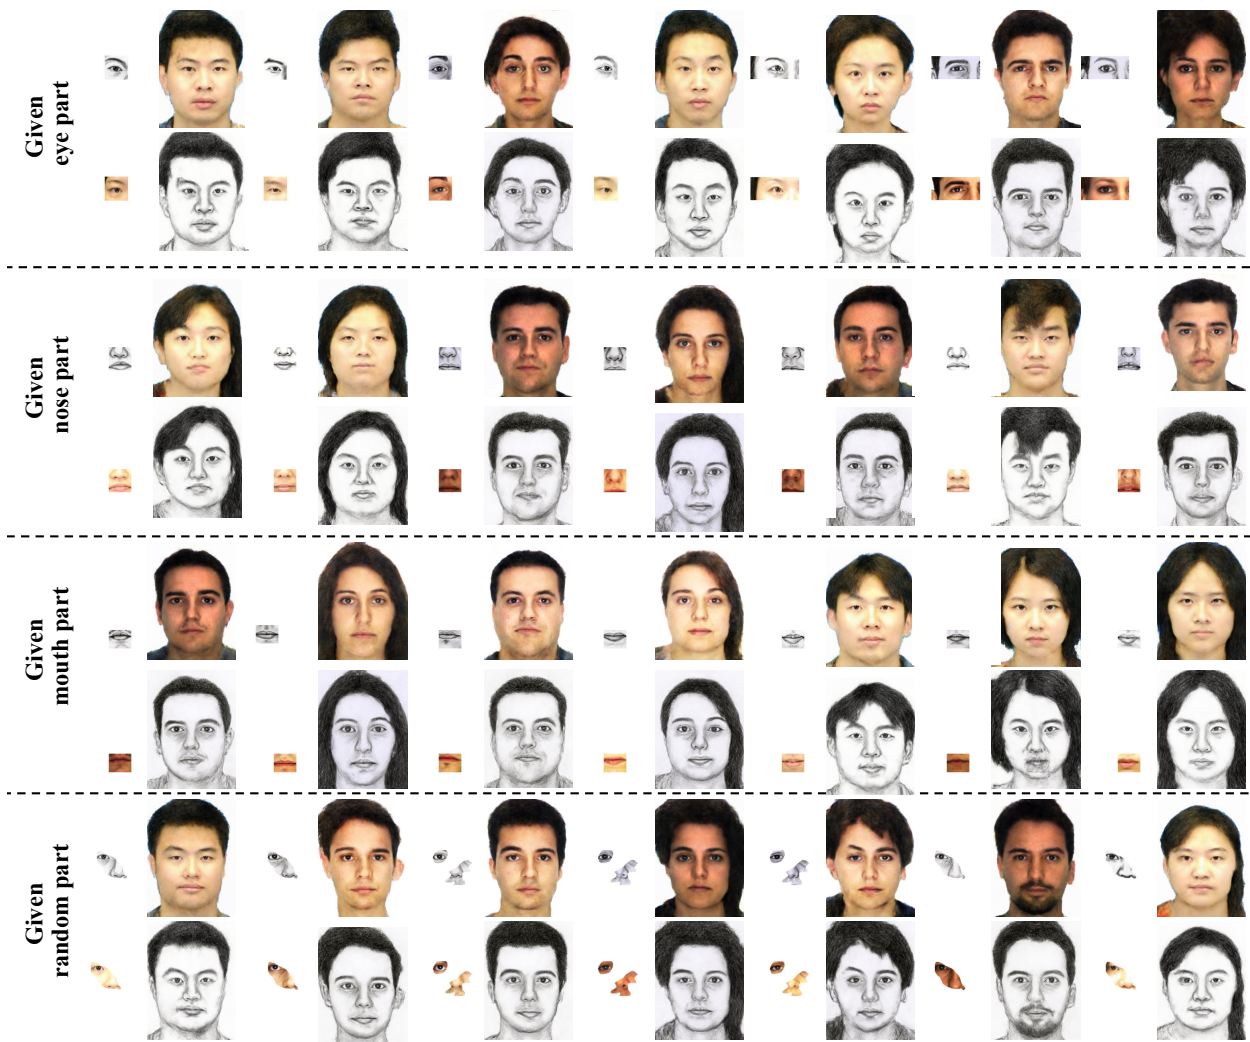 Given
eye part
Given
nose part
Given
mouth part
Given
random part